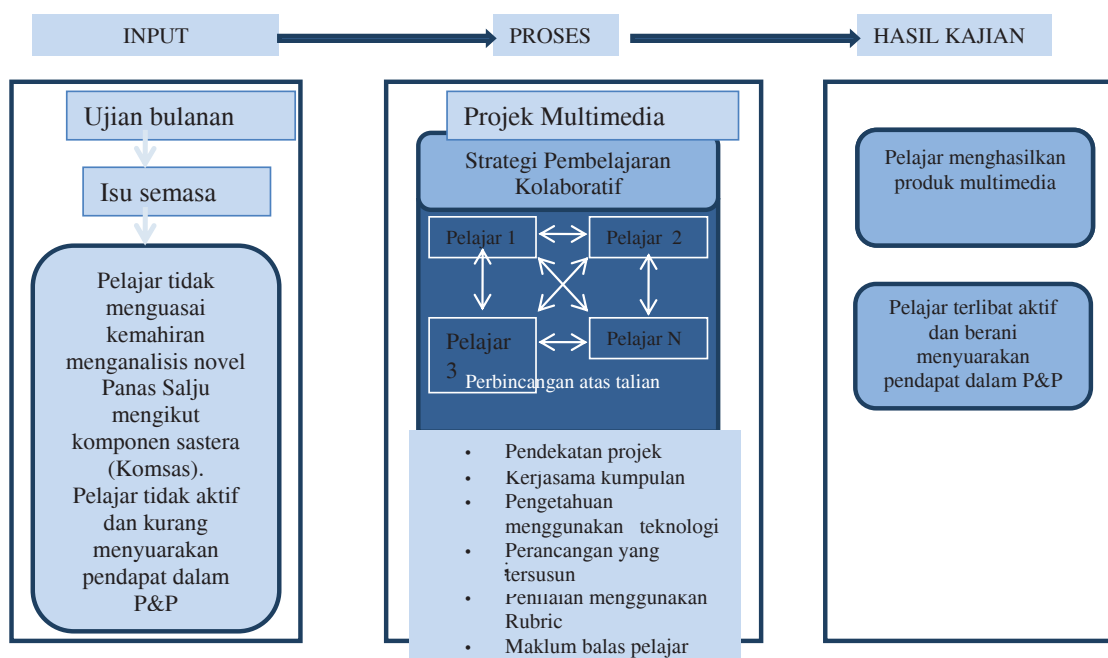 INPUT
PROSES
HASIL KAJIAN
Ujian bulanan
Isu semasa
Pelajar tidak
menguasai
kemahiran
menganalisis novel
Panas Salju
mengikut
komponen sastera
(Komsas).
Pelajar tidak aktif
dan kurang
menyuarakan
pendapat dalam
P&P
Projek Multimedia
Strategi Pembelajaran
Kolaboratif
Pelajar 1
Pelajar 2
Pelajar
3
Pelajar N
Perbincangan atas talian
• Pendekatan projek
• Kerjasama kumpulan
• Pengetahuan
menggunakan teknologi
• Perancangan yang
tersusun
• Penilaian menggunakan
Rubric
• Maklum balas pelajar
Pelajar menghasilkan
produk multimedia
Pelajar terlibat aktif
dan berani
menyuarakan
pendapat dalam P&P